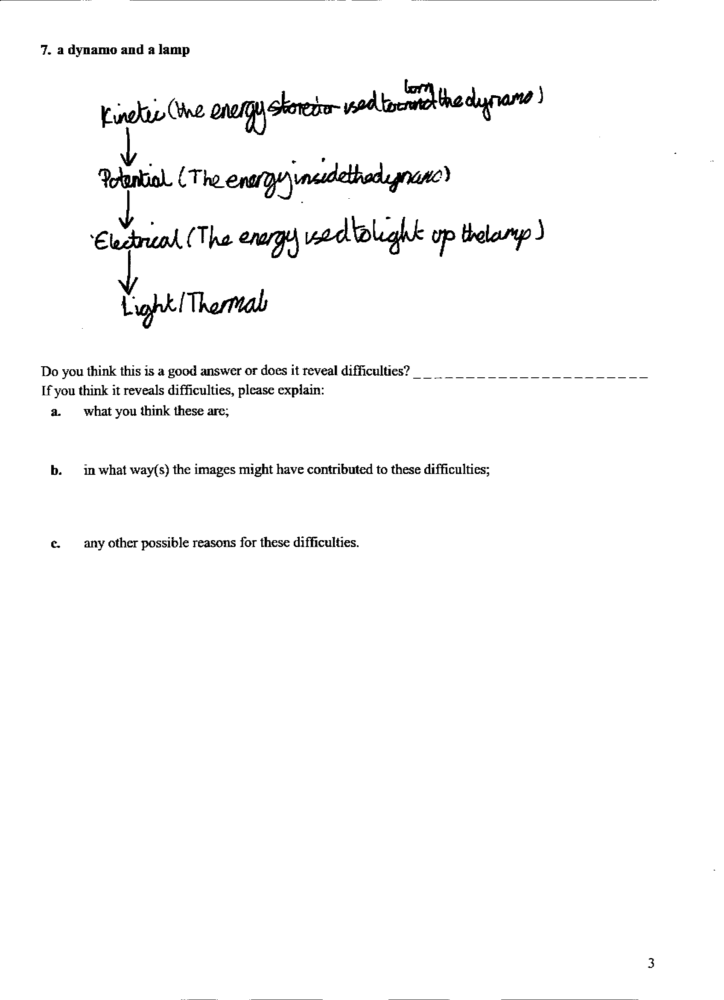 7. a dynamo and a lamp
turn
Kinetic (the energy stored in used to the dynamo)
Potential (The energy inside the dynamo)
Electrical (The energy used to light up the lamp)
Light/Thermal
Do you think this is a good answer or does it reveal difficulties? ______________________
If you think it reveals difficulties, please explain:
a. what you think these are;
b. in what way(s) the images might have contributed to these difficulties;
c. any other possible reasons for these difficulties.
3